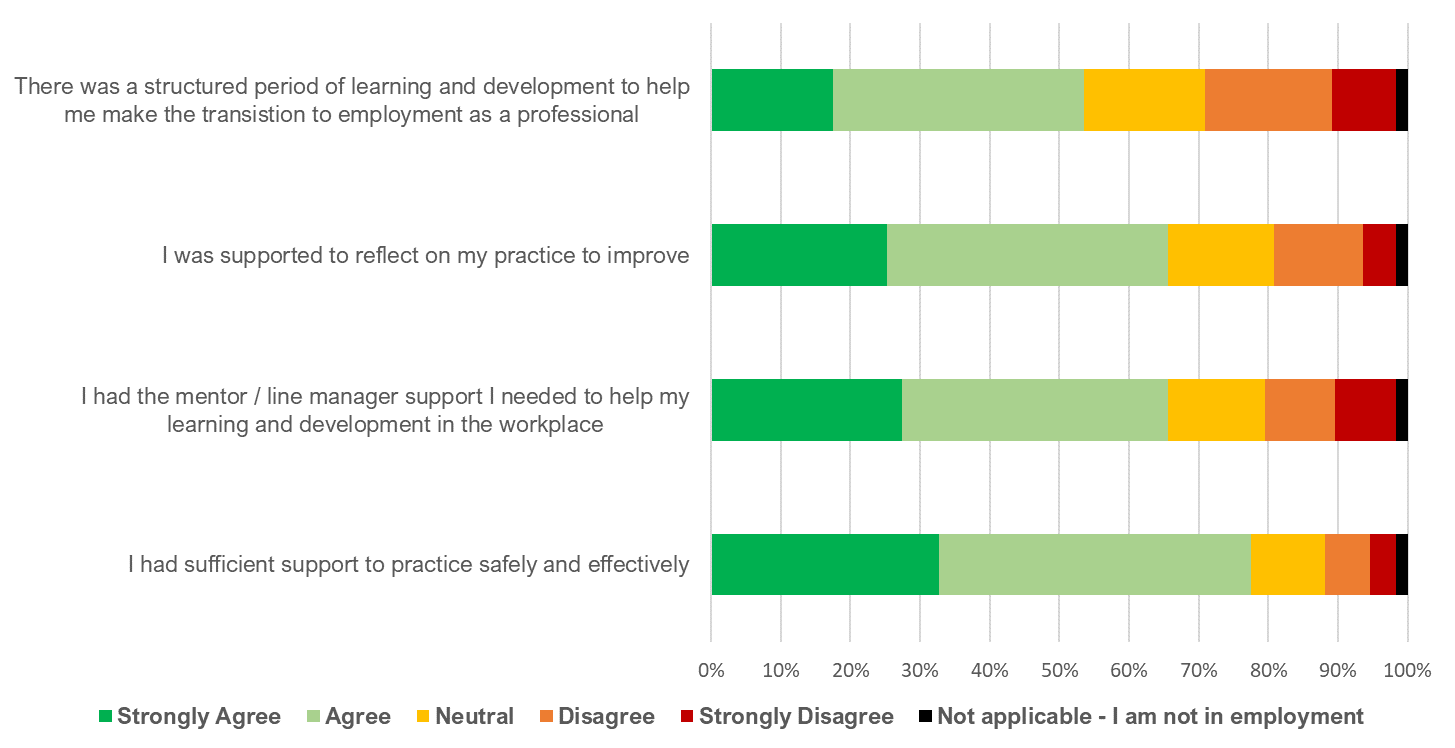 There was a structured period of learning and development to help
me make the transistion to employment as a professional
I was supported to reflect on my practice to improve
I had the mentor / line manager support I needed to help my
learning and development in the workplace
I had sufficient support to practice safely and effectively
0% 10% 20% 30% 40% 50% 60% 70% 80% 90% 100%
Strongly Agree Agree Neutral Disagree Strongly Disagree Not applicable - I am not in employment